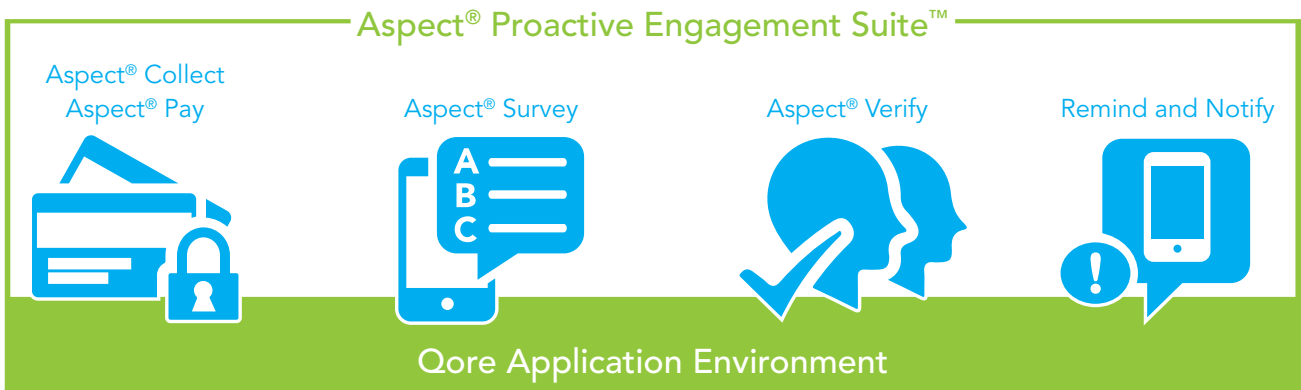 Aspect® Proactive Engagement Suite™
Aspect® Collect
Aspect® Pay
Aspect® Survey
Aspect® Verify
Remind and Notify
A
B
C
!
Qore Application Environment